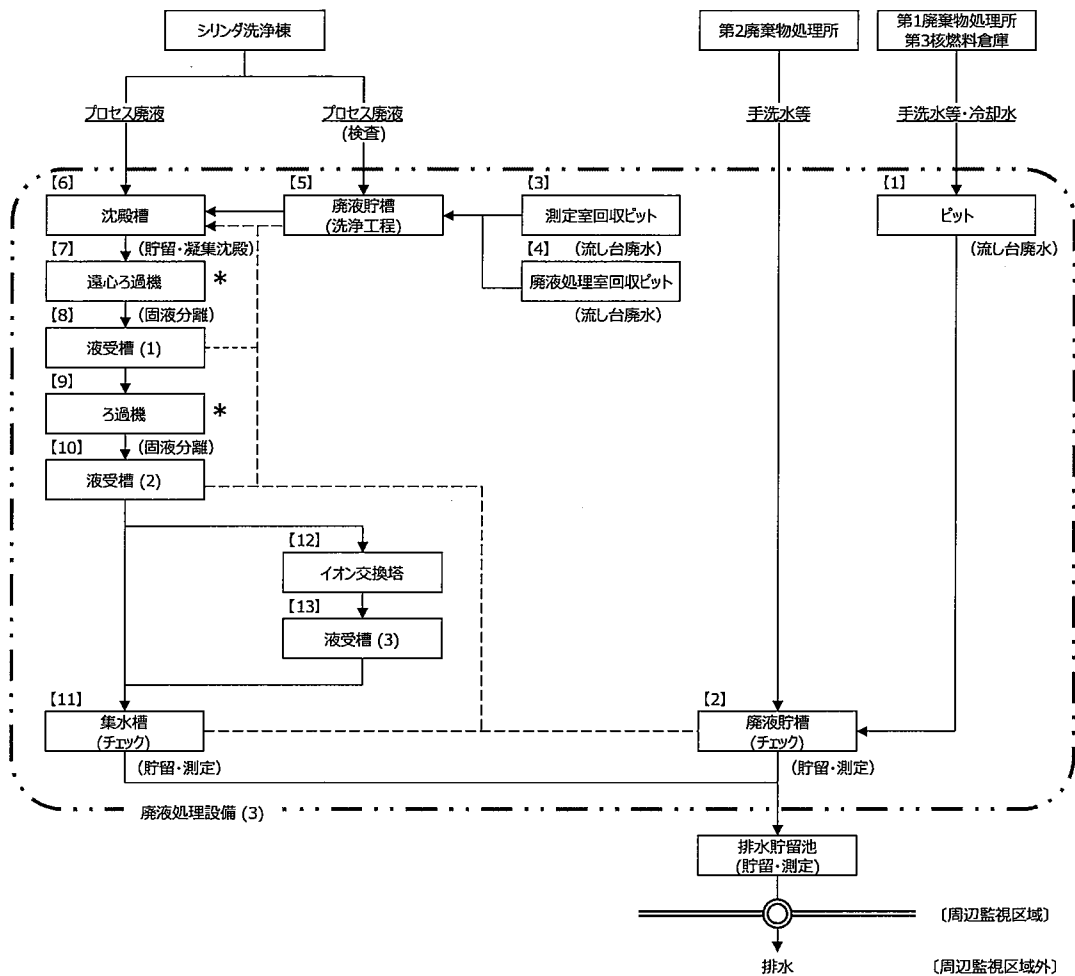 シリンダ洗浄棟
第2廃棄物処理所
第1廃棄物処理所
第3核燃料倉庫
プロセス廃液
プロセス廃液
(検査)
手洗水等
手洗水等・冷却水
【6】
沈殿槽
(貯留・凝集沈殿)
【5】
廃液貯槽
(洗浄工程)
【3】
測定室回収ピット
(流し台廃水)
【4】
廃液処理室回収ピット
(流し台廃水)
【1】
ピット
(流し台廃水)
【7】
遠心ろ過機
*
(固液分離)
【8】
液受槽 (1)
【9】
ろ過機
*
(固液分離)
【10】
液受槽 (2)
【12】
イオン交換塔
【13】
液受槽 (3)
【11】
集水槽
(チェック)
(貯留・測定)
【2】
廃液貯槽
(チェック)
(貯留・測定)
廃液処理設備 (3)
排水貯留池
(貯留・測定)
〔周辺監視区域〕
排水
〔周辺監視区域外〕